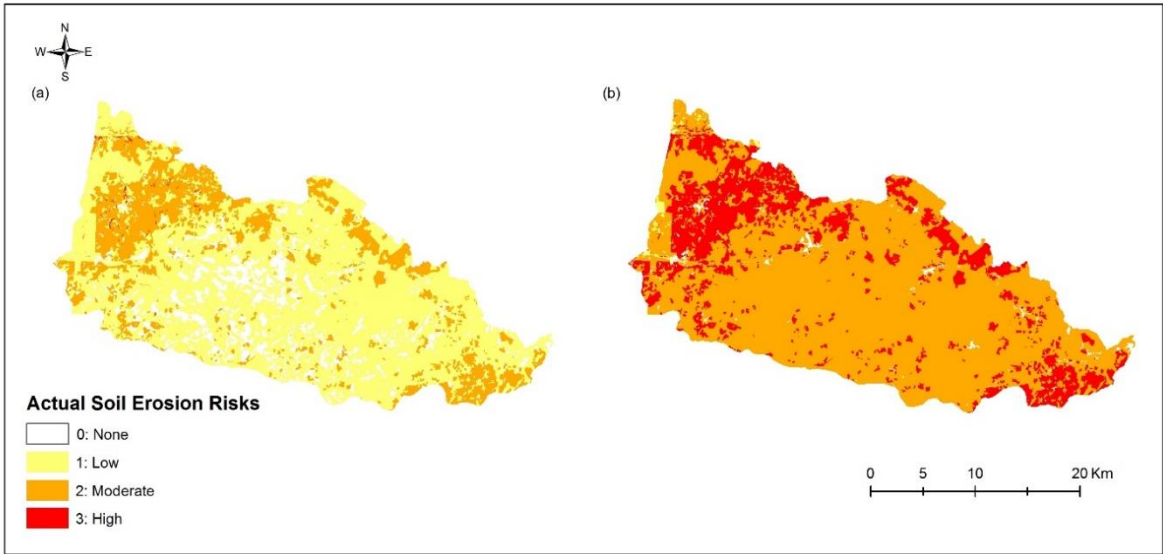 N
W E
S
(a) (b)
Actual Soil Erosion Risks
0: None
1: Low
2: Moderate
3: High
0 5 10 20 Km